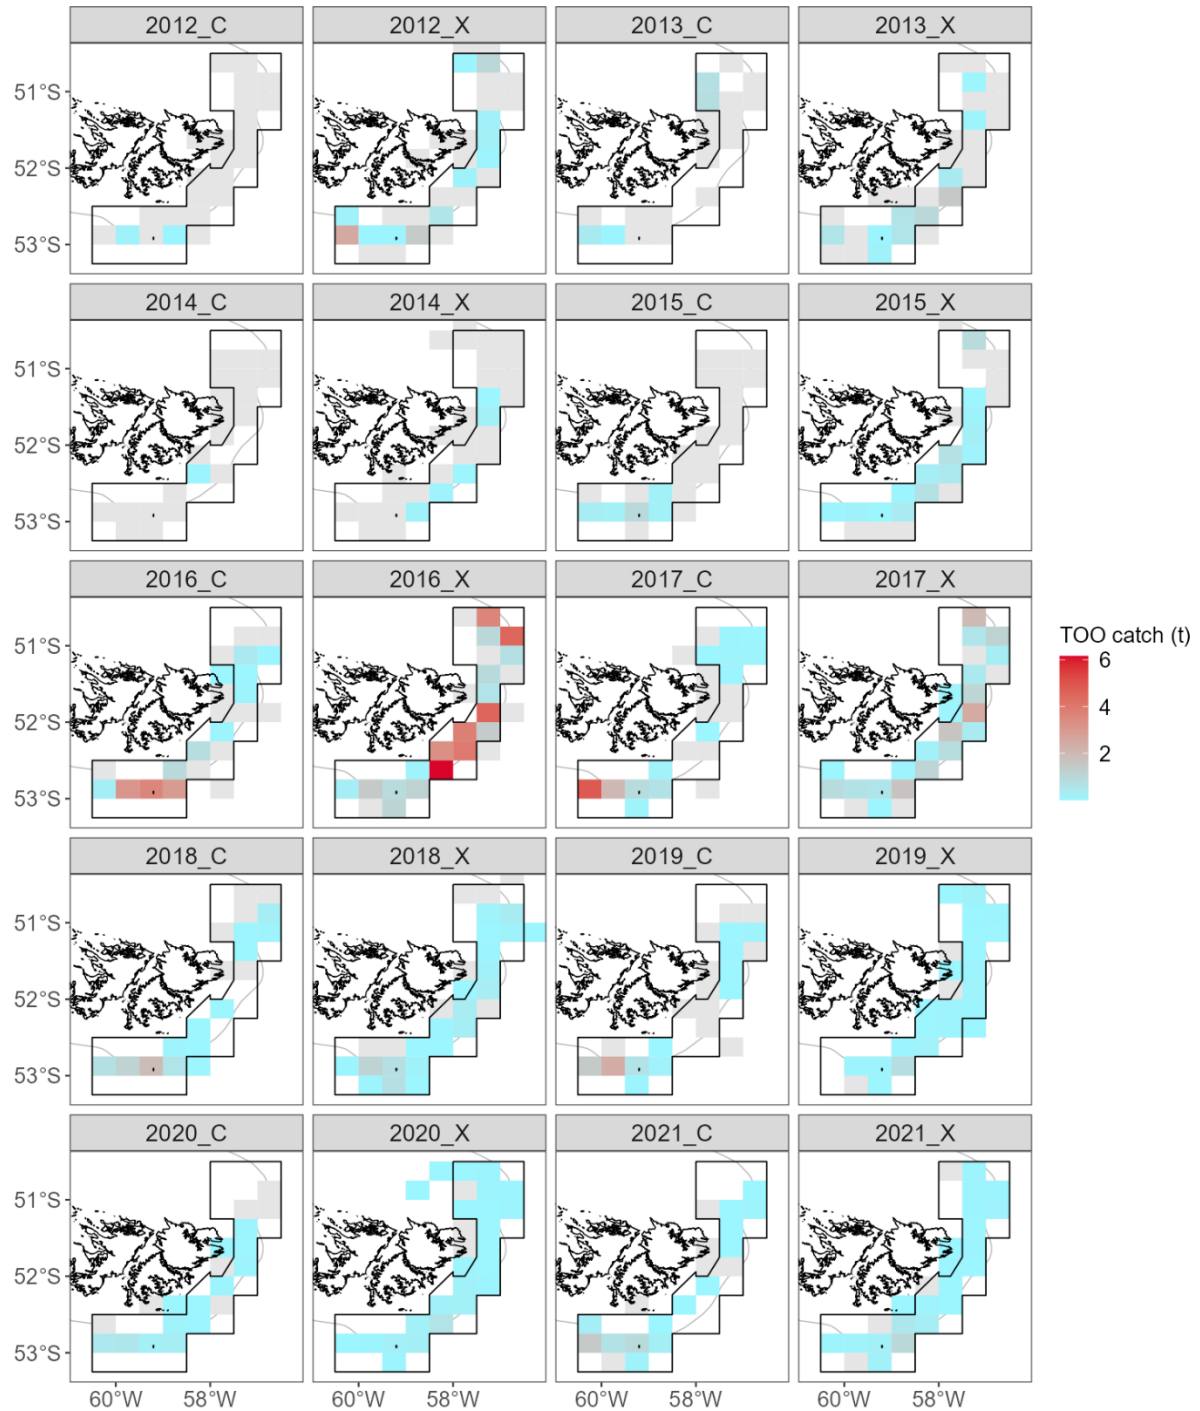 2012_C 2012_X 2013_C 2013_X
51°S
52°S
53°S
2014_C 2014_X 2015_C 2015_X
51°S
52°S
53°S
2016_C 2016_X 2017_C 2017_X
51°S
52°S
53°S
TOO catch (t)
6
4
2
2018_C 2018_X 2019_C 2019_X
51°S
52°S
53°S
2020_C 2020_X 2021_C 2021_X
51°S
52°S
53°S
60°W 58°W 60°W 58°W 60°W 58°W 60°W 58°W